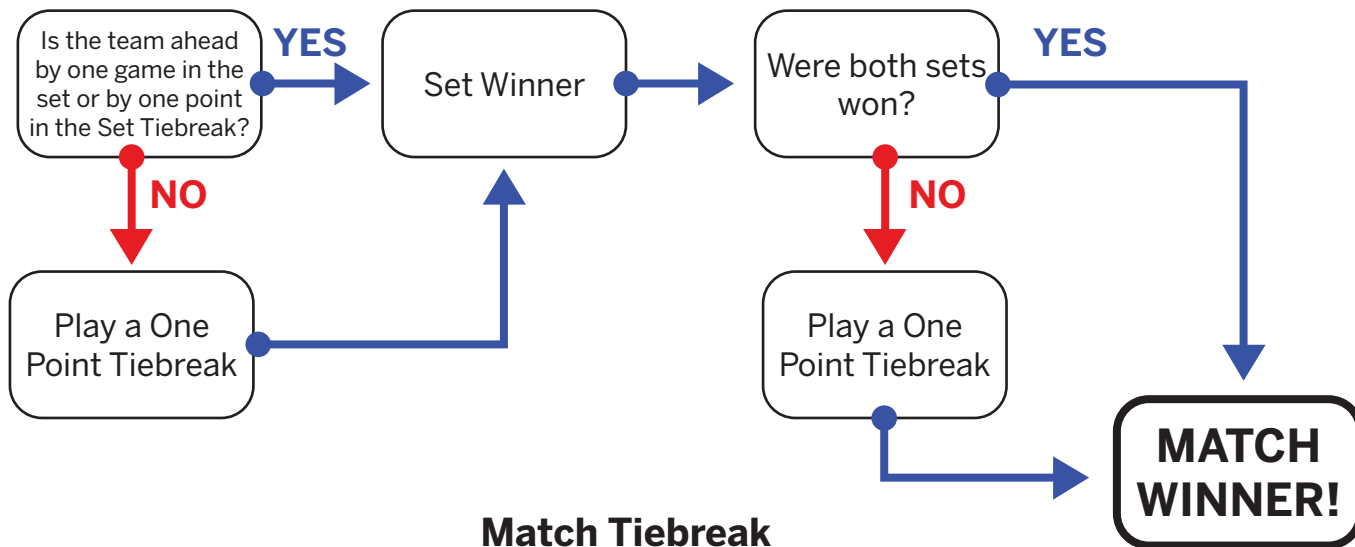 Is the team ahead
by one game in the
set or by one point
in the Set Tiebreak?
YES
Set Winner
Were both sets
won?
YES
NO
NO
Play a One
Point Tiebreak
Play a One
Point Tiebreak
MATCH
WINNER!
Match Tiebreak